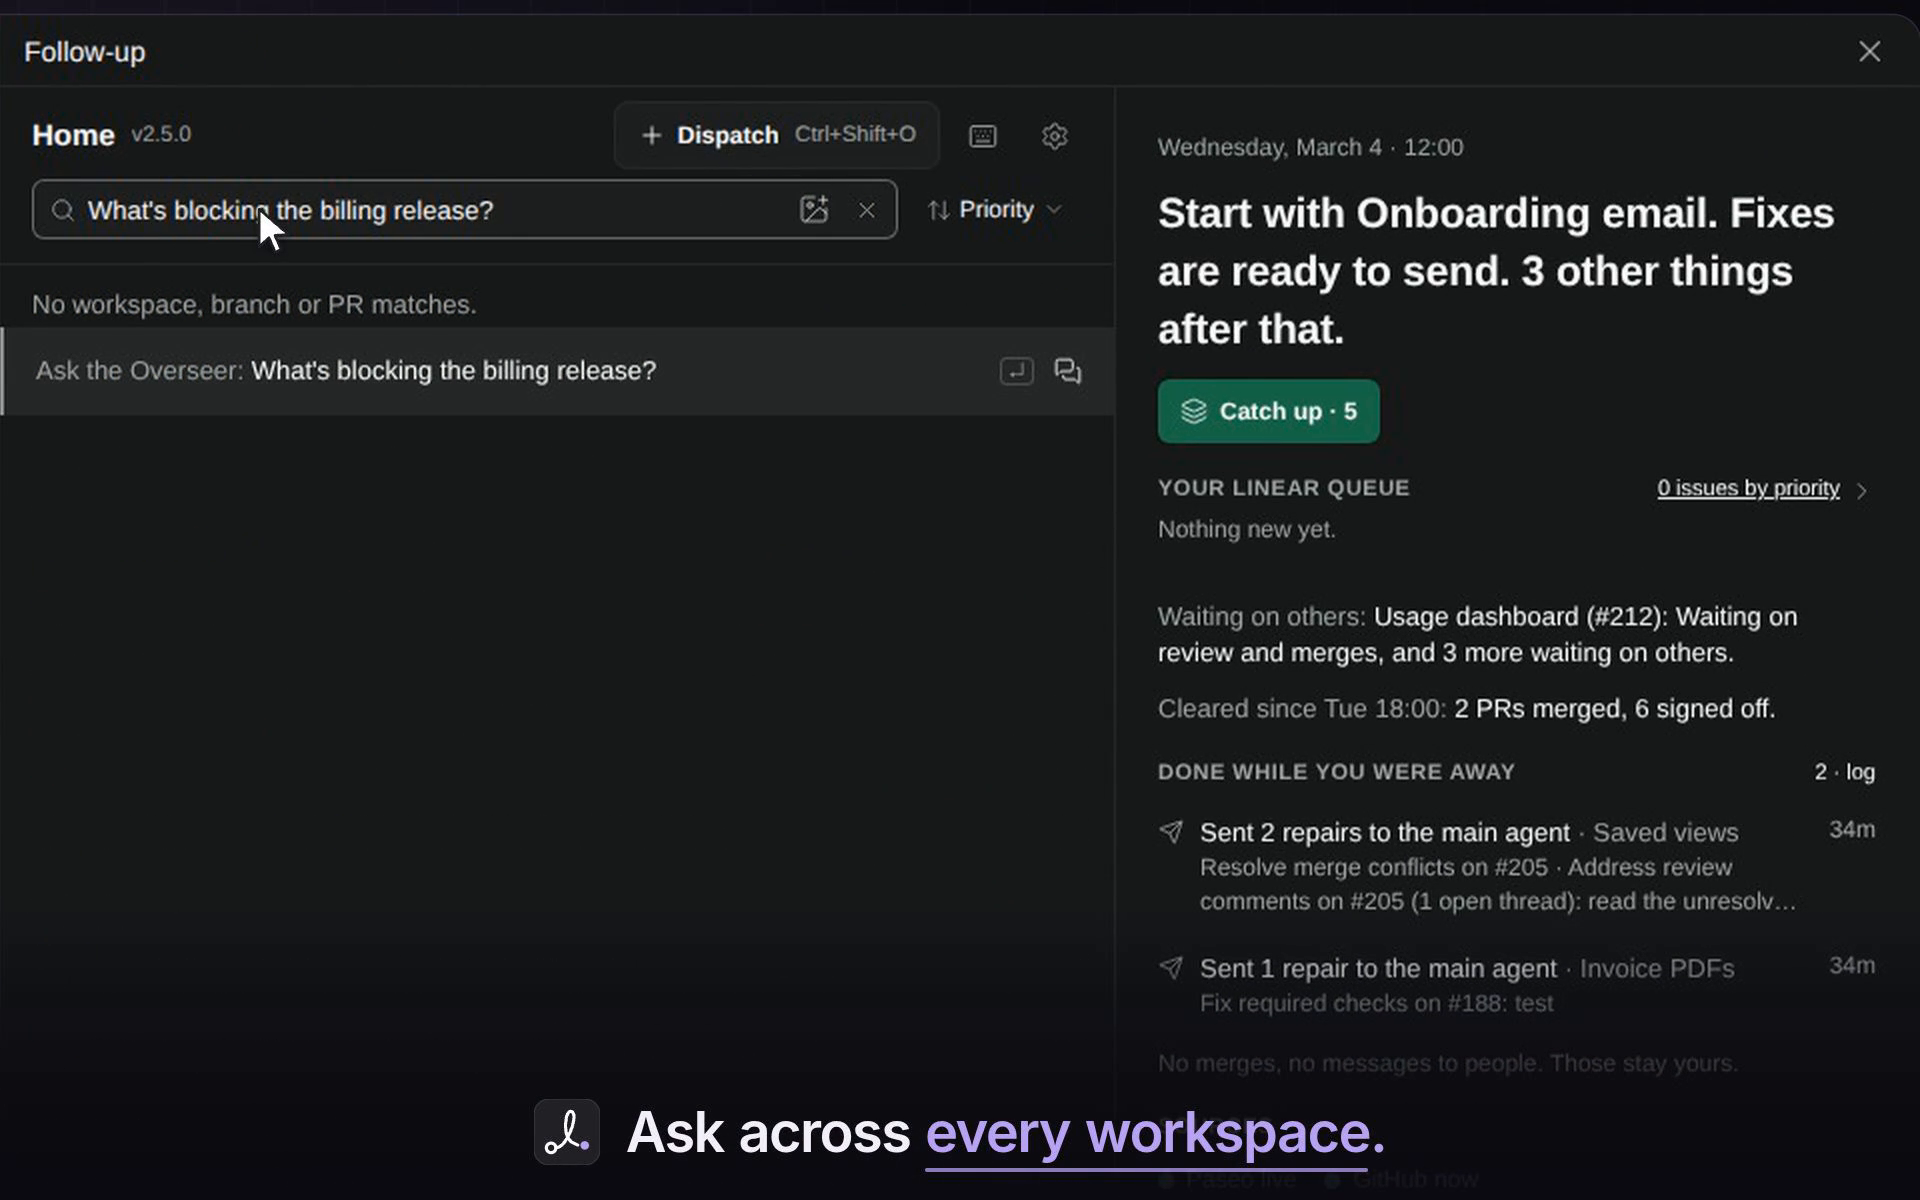 Follow-up
Home v2.5.0
Dispatch Ctrl+Shift+O
What's blocking the billing release?
Priority
No workspace, branch or PR matches.
Ask the Overseer: What's blocking the billing release?
Wednesday, March 4 · 12:00
Start with Onboarding email. Fixes
are ready to send. 3 other things
after that.
Catch up · 5
YOUR LINEAR QUEUE
0 issues by priority
Nothing new yet.
Waiting on others: Usage dashboard (#212): Waiting on
review and merges, and 3 more waiting on others.
Cleared since Tue 18:00: 2 PRs merged, 6 signed off.
DONE WHILE YOU WERE AWAY
2 · log
Sent 2 repairs to the main agent · Saved views
34m
Resolve merge conflicts on #205 · Address review
comments on #205 (1 open thread): read the unresolv…
Sent 1 repair to the main agent · Invoice PDFs
34m
Fix required checks on #188: test
No merges, no messages to people. Those stay yours.
Ask across every workspace.
Paseo live GitHub now